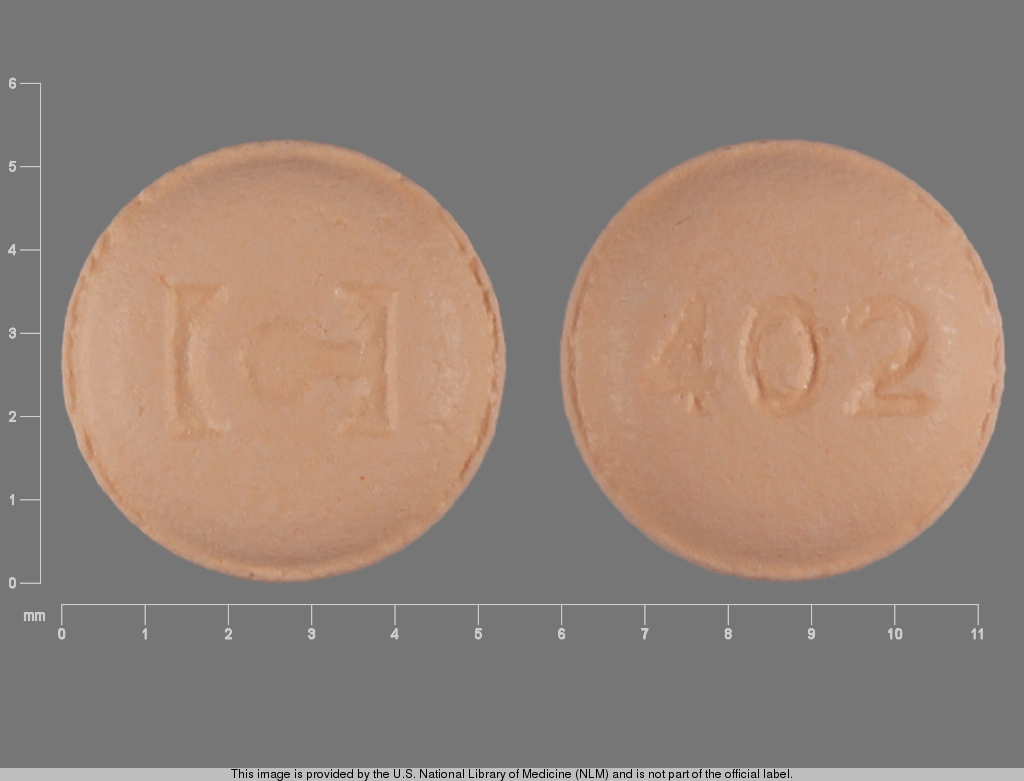 6
5
4
3
2
1
0
mm
0 1 2 3 4 5 6 7 8 9 10 11
402
This image is provided by the U.S. National Library of Medicine (NLM) and is not part of the official label.